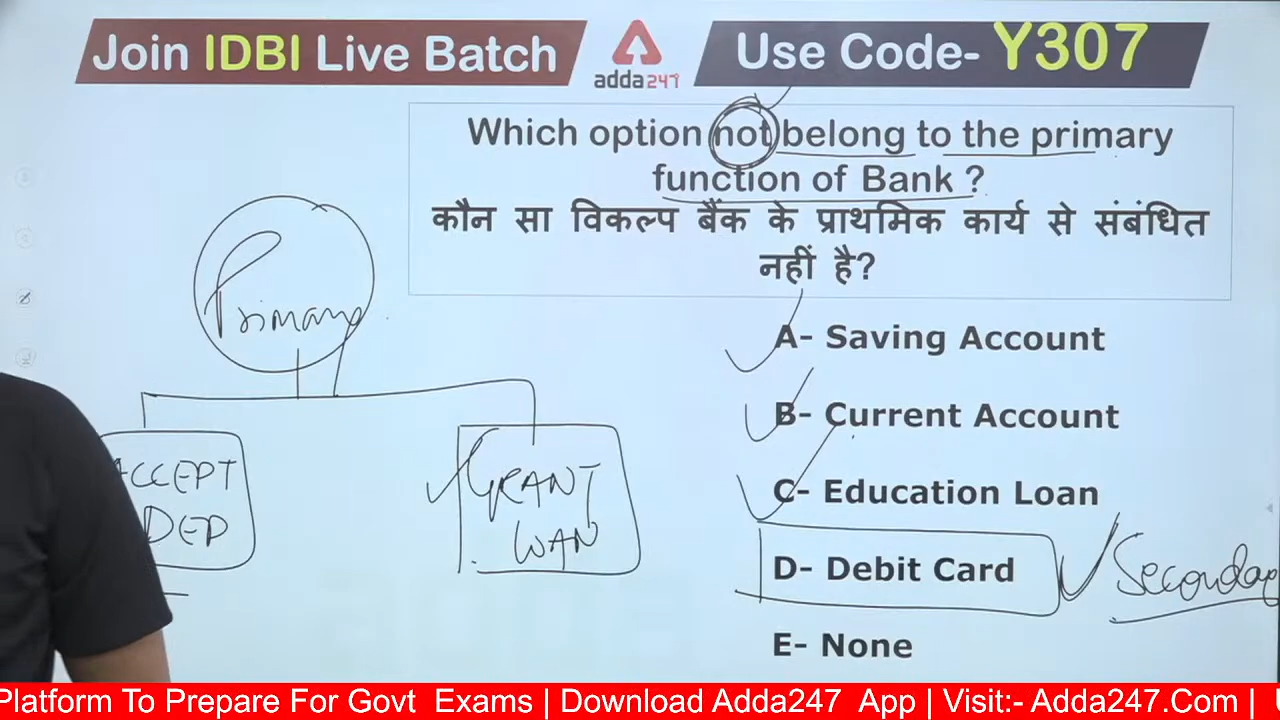 Join IDBI Live Batch
adda247
Use Code- Y307
Which option not belong to the primary
function of Bank ?
कौन सा विकल्प बैंक के प्राथमिक कार्य से संबंधित
नहीं है?
Primary
ACCEPT
DEP
GRANT
LOAN
A- Saving Account
B- Current Account
C- Education Loan
D- Debit Card
Secondary
E- None
Platform To Prepare For Govt Exams | Download Adda247 App | Visit:- Adda247.Com |